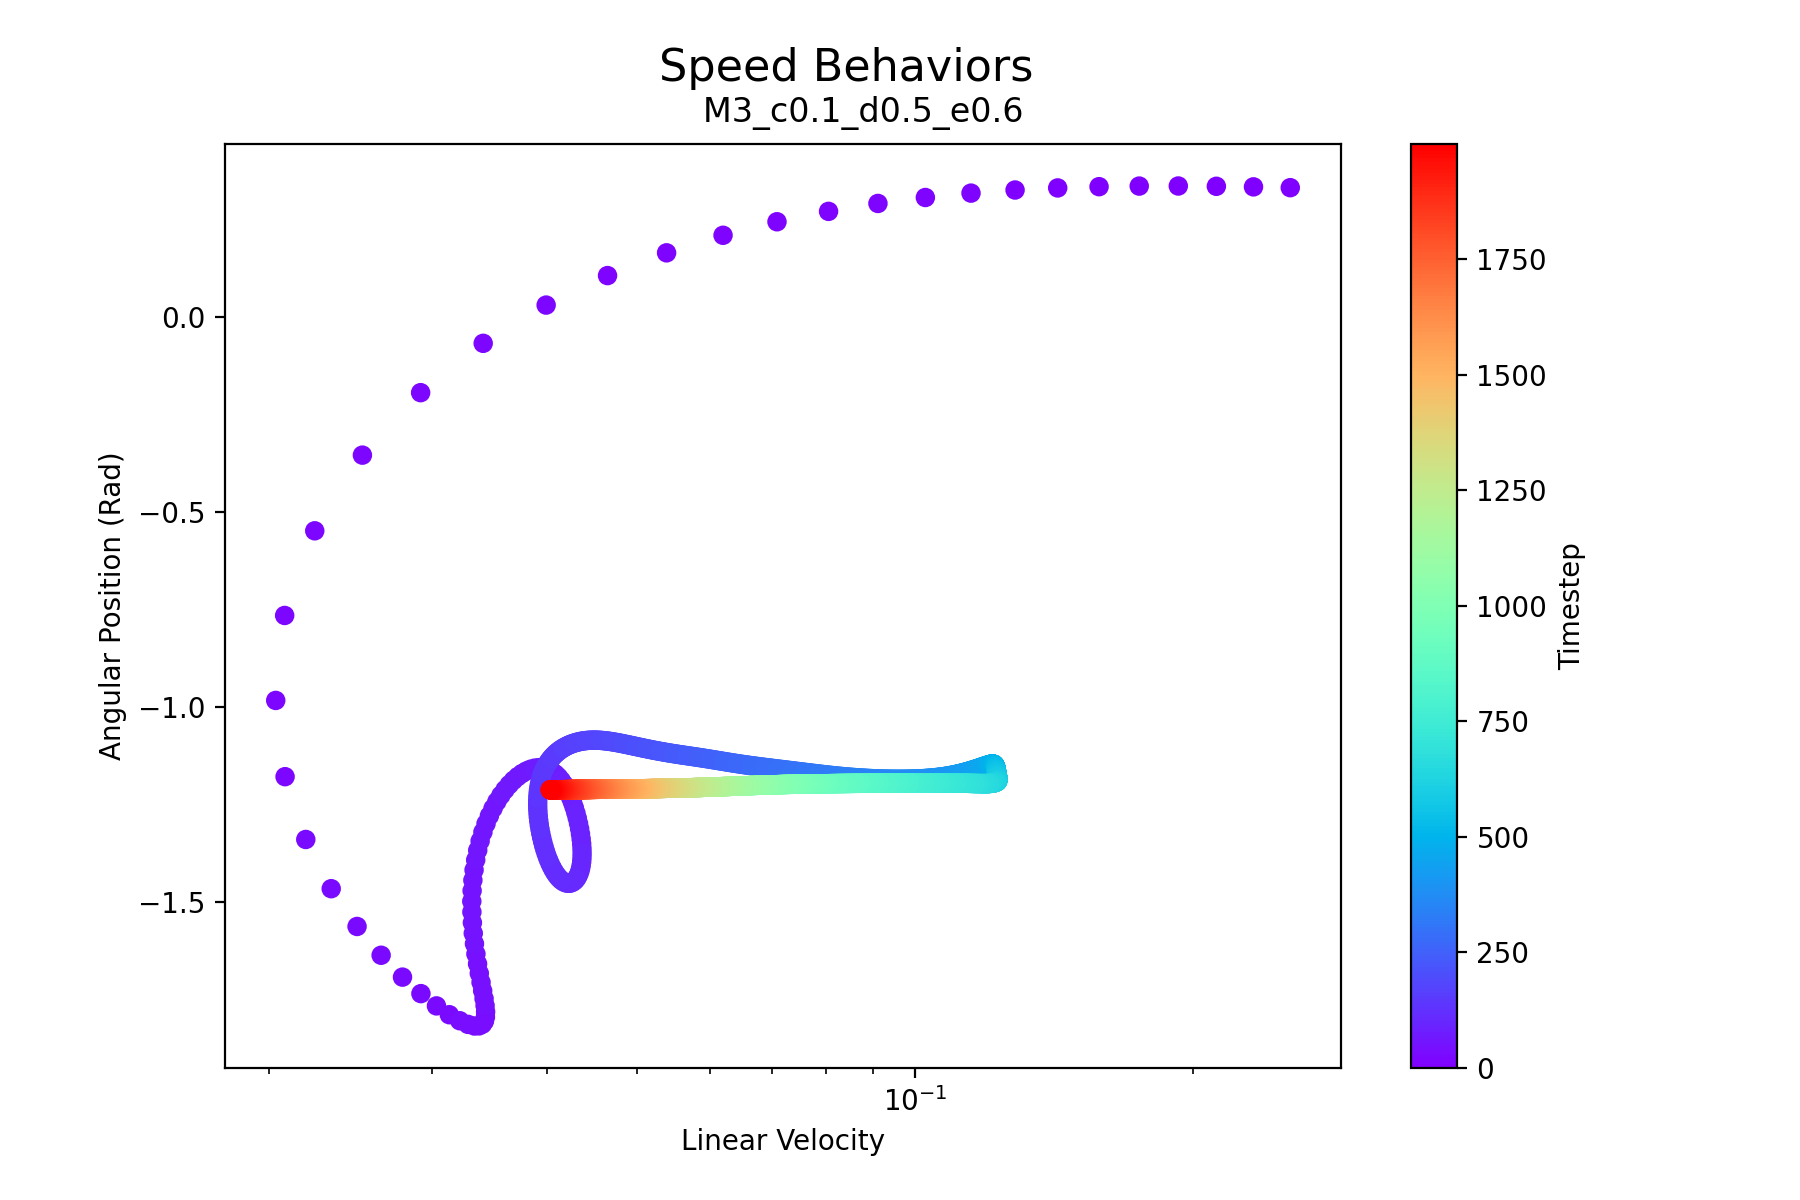 Speed Behaviors
M3_c0.1_d0.5_e0.6
0.0
−0.5
−1.0
−1.5
Angular Position (Rad)
10⁻¹
Linear Velocity
1750
1500
1250
1000
750
500
250
0
Timestep